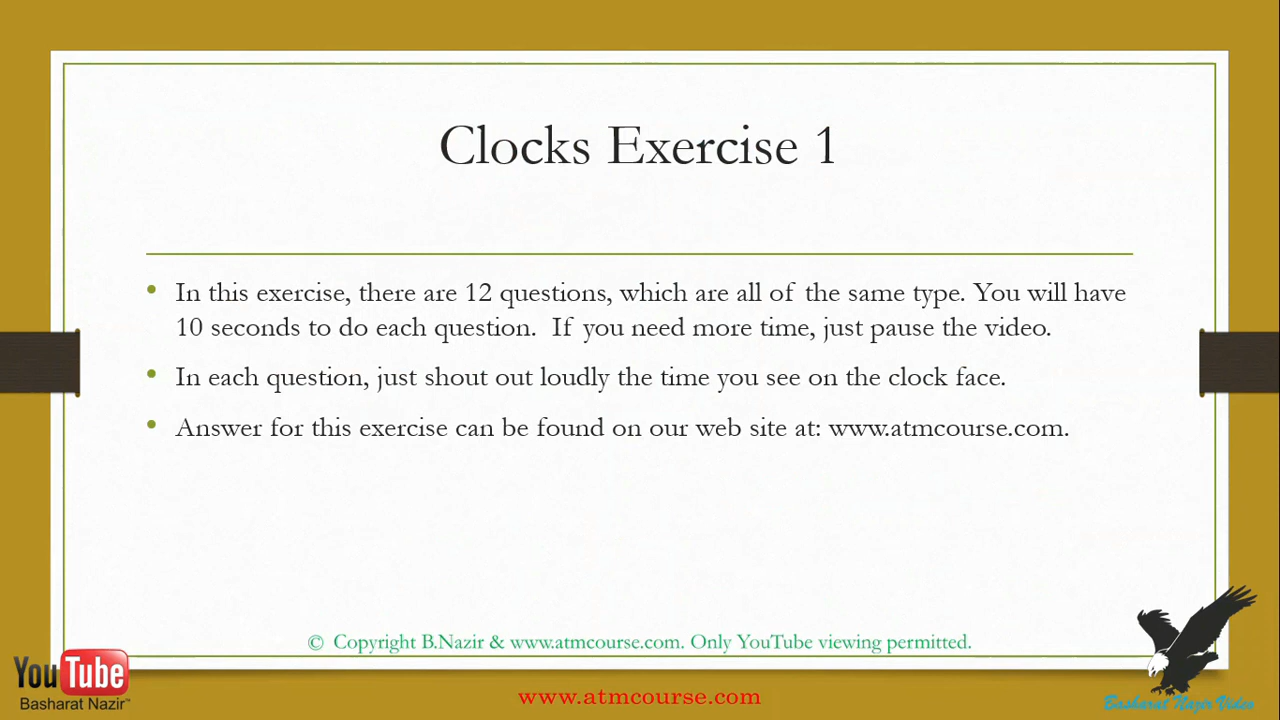 Clocks Exercise 1
• In this exercise, there are 12 questions, which are all of the same type. You will have
10 seconds to do each question.  If you need more time, just pause the video.
• In each question, just shout out loudly the time you see on the clock face.
• Answer for this exercise can be found on our web site at: www.atmcourse.com.
© Copyright B.Nazir & www.atmcourse.com. Only YouTube viewing permitted.
YouTube
Basharat Nazir™
www.atmcourse.com
Basharat Nazir Video